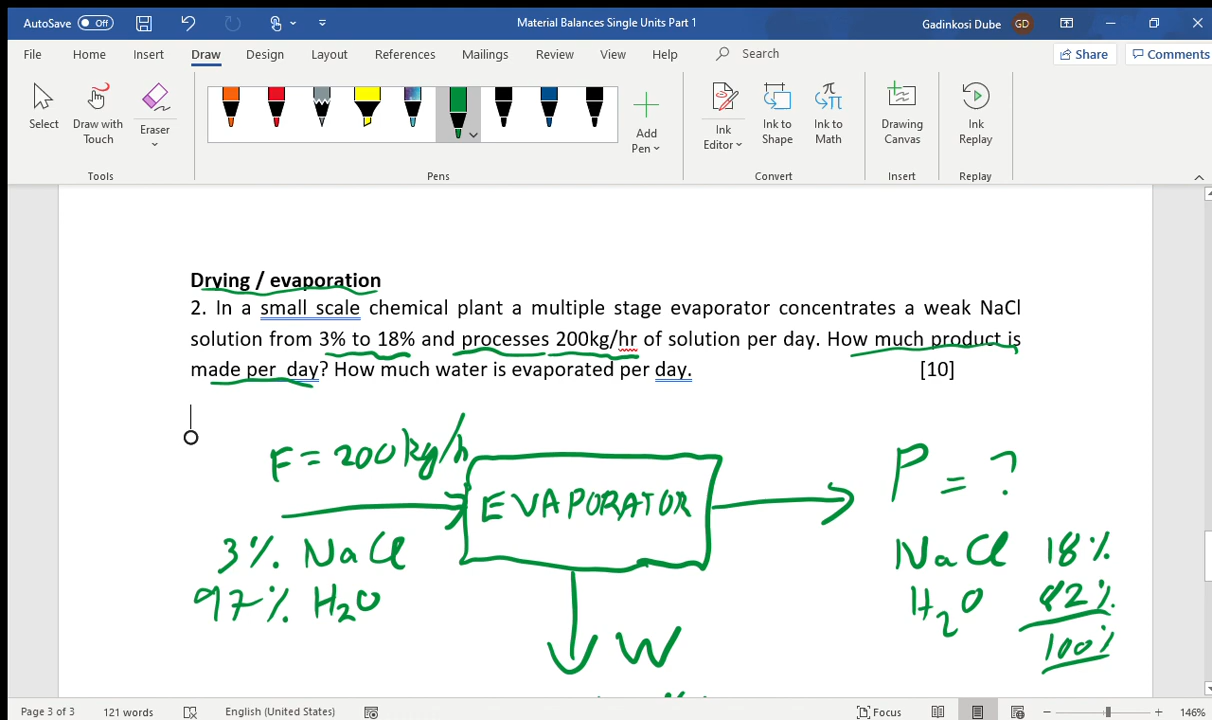 AutoSave Off Material Balances Single Units Part 1 Gadinkosi Dube GD
File Home Insert Draw Design Layout References Mailings Review View Help Search Share Comments
Select Draw with Touch Eraser Add Pen Ink Editor Ink to Shape Ink to Math Drawing Canvas Ink Replay
Tools Pens Convert Insert Replay
Drying / evaporation
2. In a small scale chemical plant a multiple stage evaporator concentrates a weak NaCl
solution from 3% to 18% and processes 200kg/hr of solution per day. How much product is
made per day? How much water is evaporated per day. [10]
F = 200kg/h
EVAPORATOR
P = ?
3% NaCl
97% H2O
NaCl 18%
H2O 82%
100%
W
Page 3 of 3 121 words English (United States) Focus 146%